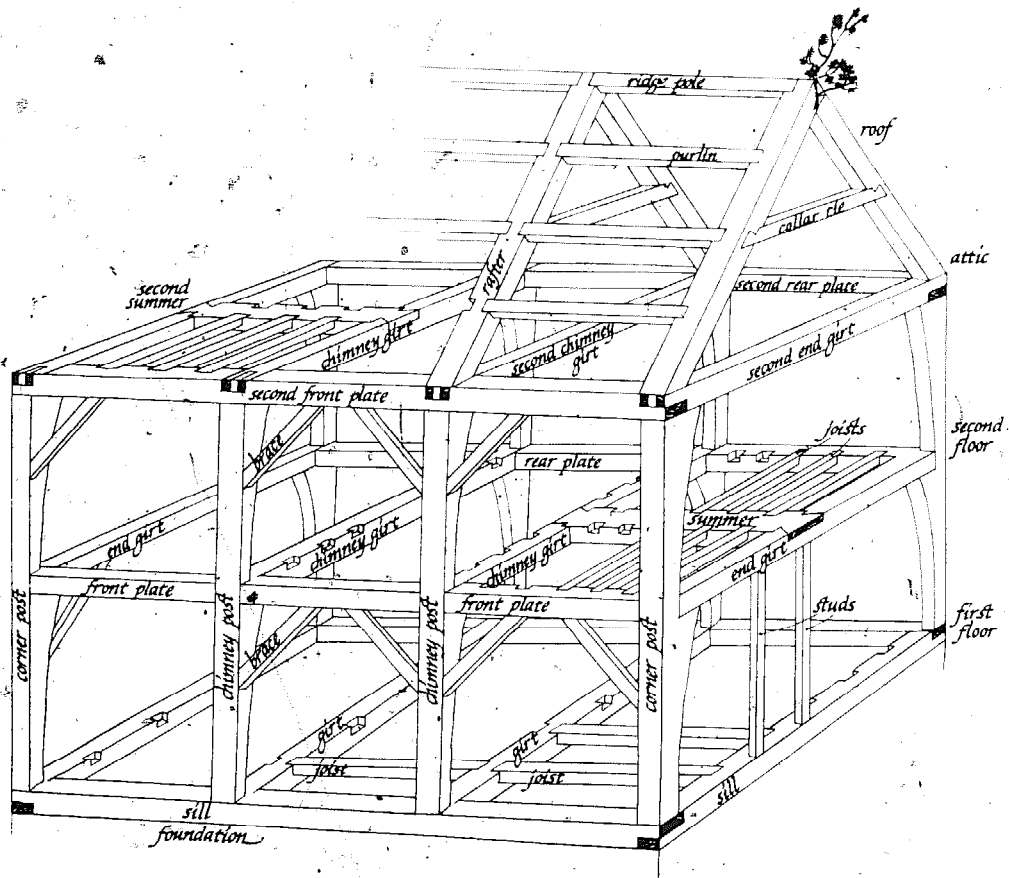 ridge pole
roof
purlin
collar tie
attic
rafter
second
summer
second rear plate
chimney girt
second chimney
girt
second end girt
second front plate
second
floor
joists
brace
rear plate
summer
end girt
chimney girt
chimney girt
end girt
front plate
front plate
studs
first
floor
corner post
chimney post
brace
chimney post
corner post
girt
girt
joist
joist
sill
sill
foundation